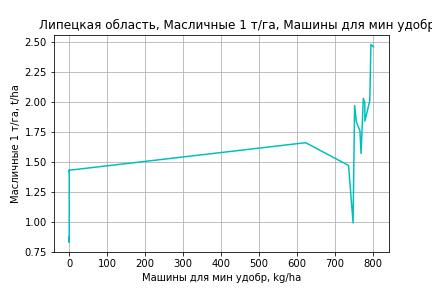 Липецкая область, Масличные 1 т/га, Машины для мин удобр
2.50
2.25
2.00
1.75
1.50
1.25
1.00
0.75
Масличные 1 т/га, t/ha
0 100 200 300 400 500 600 700 800
Машины для мин удобр, kg/ha